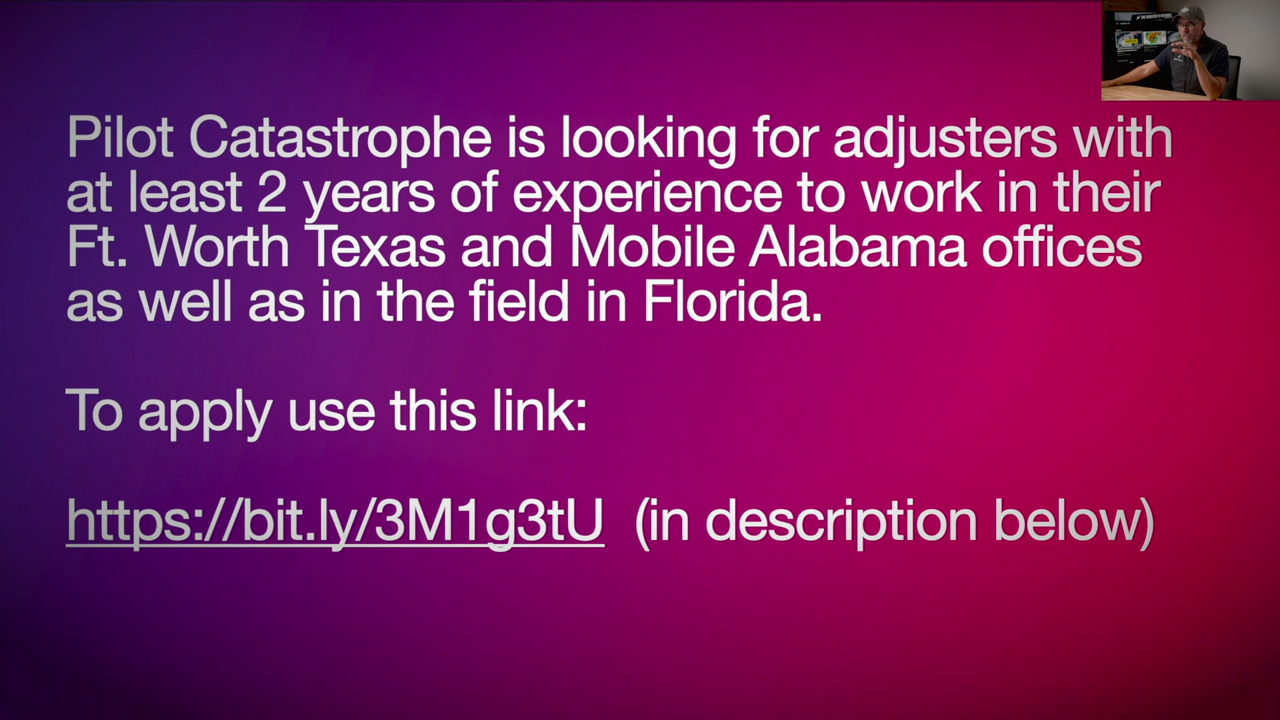 Pilot Catastrophe is looking for adjusters with
at least 2 years of experience to work in their
Ft. Worth Texas and Mobile Alabama offices
as well as in the field in Florida.
To apply use this link:
https://bit.ly/3M1g3tU (in description below)